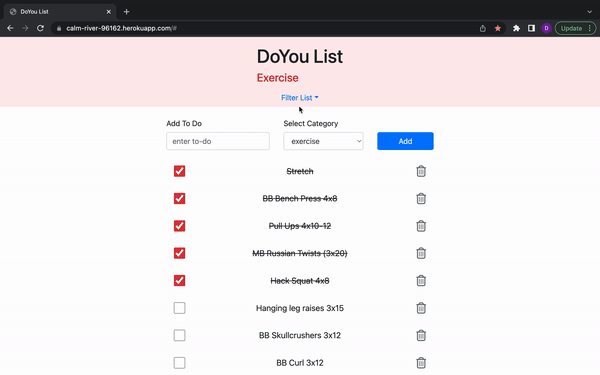 DoYou List
calm-river-96162.herokuapp.com/#
D
Update
DoYou List
Exercise
Filter List
Add To Do
Select Category
enter to-do
exercise
Add
Stretch
BB Bench Press 4x8
Pull Ups 4x10-12
MB Russian Twists (3x20)
Hack Squat 4x8
Hanging leg raises 3x15
BB Skullcrushers 3x12
BB Curl 3x12